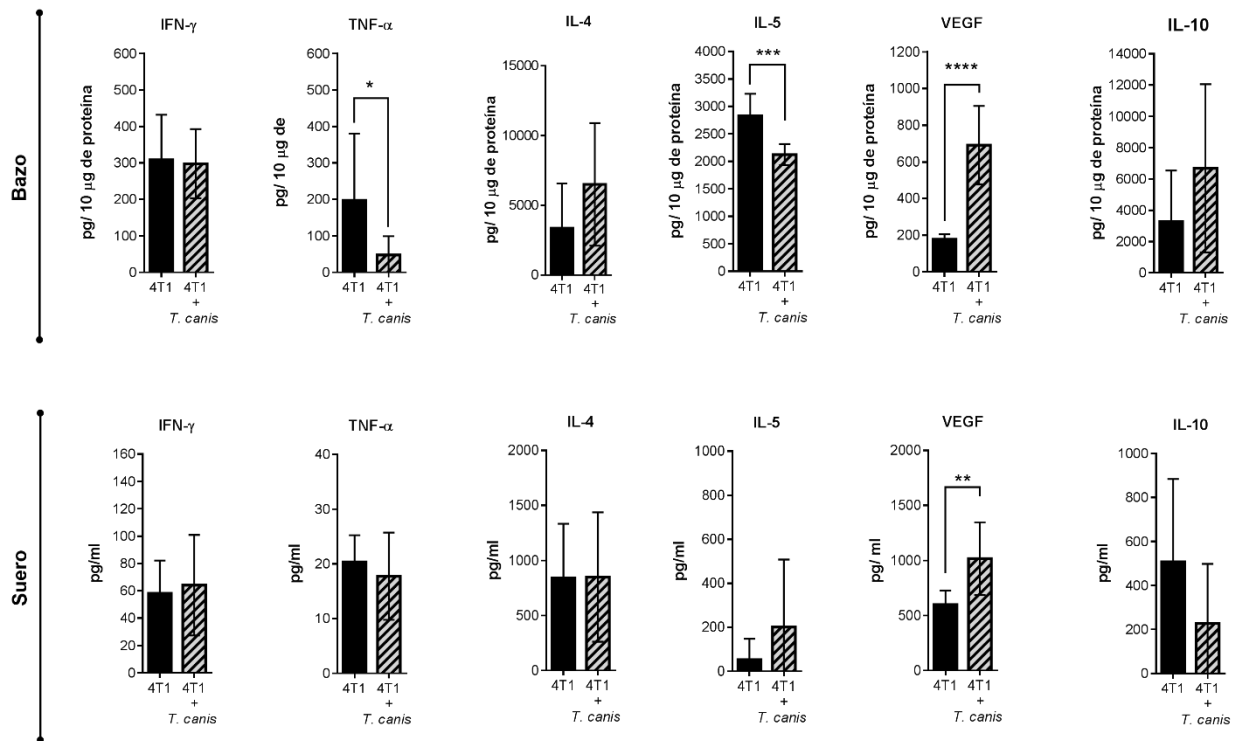 Bazo
IFN-γ
pg/ 10 µg de proteína
600
500
400
300
200
100
0
4T1 4T1
+
T. canis
TNF-α
pg/ 10 µg de
600
500
400
300
200
100
0
*
4T1 4T1
+
T. canis
IL-4
pg/ 10 µg de proteína
15000
10000
5000
0
4T1 4T1
+
T. canis
IL-5
pg/ 10 µg de proteína
4000
3500
3000
2500
2000
1500
1000
500
0
***
4T1 4T1
+
T. canis
VEGF
pg/ 10 µg de proteína
1200
1000
800
600
400
200
0
****
4T1 4T1
+
T. canis
IL-10
pg/ 10 µg de proteína
14000
12000
10000
8000
6000
4000
2000
0
4T1 4T1
+
T. canis
Suero
IFN-γ
pg/ml
160
140
120
100
80
60
40
20
0
4T1 4T1
+
T. canis
TNF-α
pg/ml
40
30
20
10
0
4T1 4T1
+
T. canis
IL-4
pg/ml
2000
1500
1000
500
0
4T1 4T1
+
T. canis
IL-5
pg/ml
1000
800
600
400
200
0
4T1 4T1
+
T. canis
VEGF
pg/ ml
2000
1500
1000
500
0
**
4T1 4T1
+
T. canis
IL-10
pg/ml
1000
800
600
400
200
0
4T1 4T1
+
T. canis